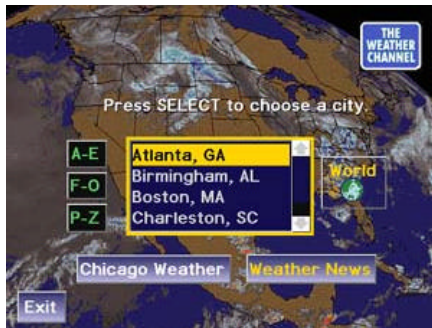 THE
WEATHER
CHANNEL
Press SELECT to choose a city.
A-E
F-O
P-Z
Atlanta, GA
Birmingham, AL
Boston, MA
Charleston, SC
World
Chicago Weather
Weather News
Exit